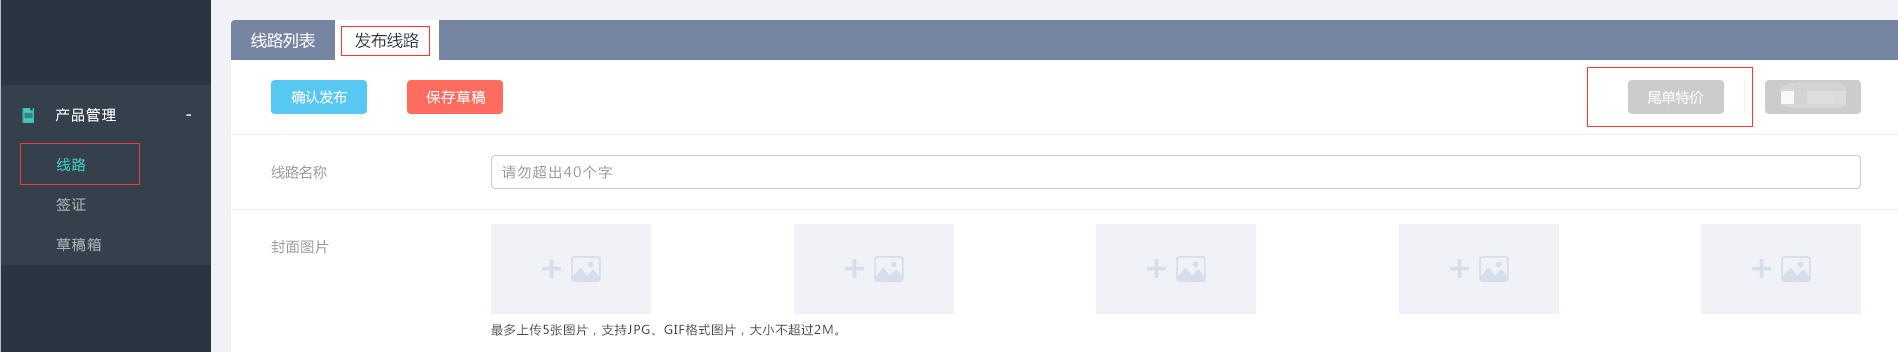 线路列表
发布线路
确认发布
保存草稿
尾单特价
产品管理 -
线路
签证
草稿箱
线路名称
请勿超出40个字
封面图片
最多上传5张图片，支持JPG、GIF格式图片，大小不超过2M。